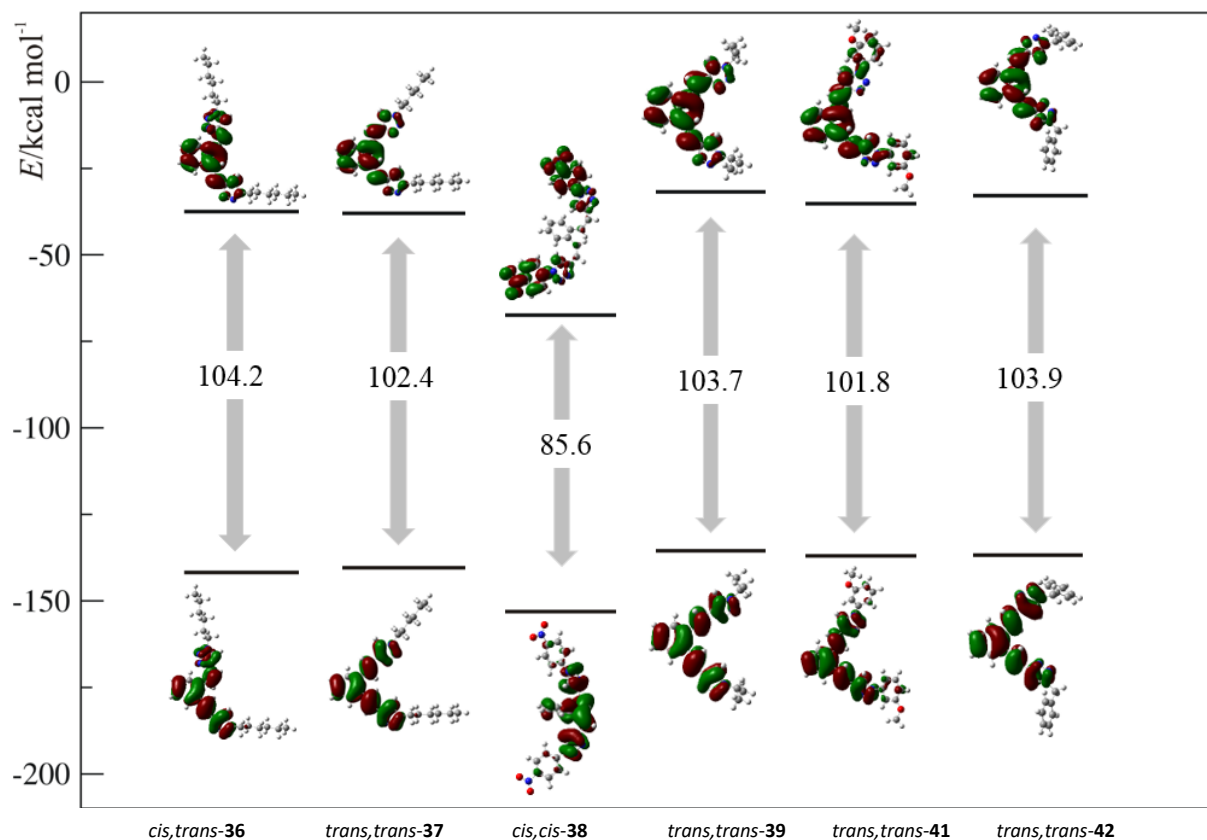 E/kcal mol⁻¹
0
-50
-100
-150
-200
104.2
102.4
85.6
103.7
101.8
103.9
cis,trans-36
trans,trans-37
cis,cis-38
trans,trans-39
trans,trans-41
trans,trans-42